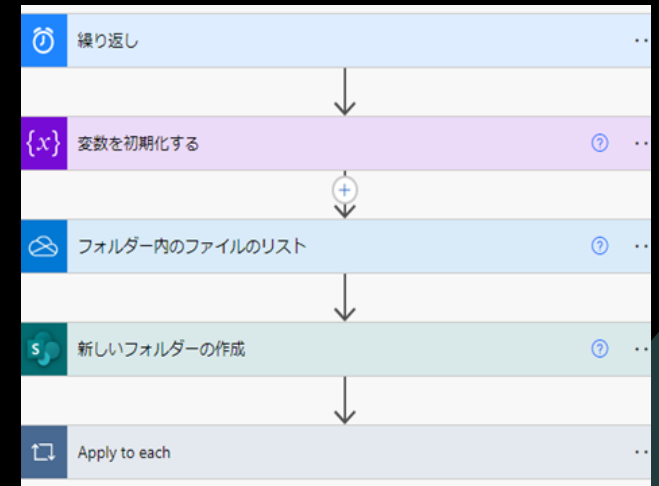 繰り返し
{x} 変数を初期化する
フォルダー内のファイルのリスト
S 新しいフォルダーの作成
Apply to each